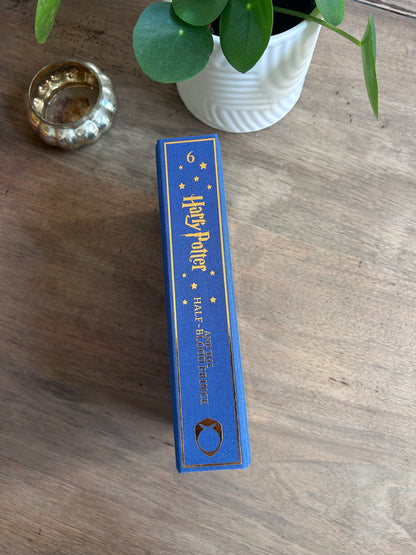 6
Harry Potter
AND THE
HALF-BLOOD PRINCE